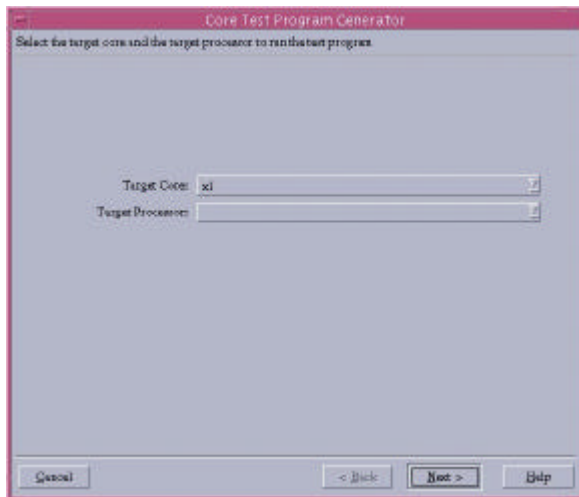 Core Test Program Generator
Select the target core and the target processor to run the test program
Target Core: x1
Target Processor:
Cancel
< Back
Next >
Help